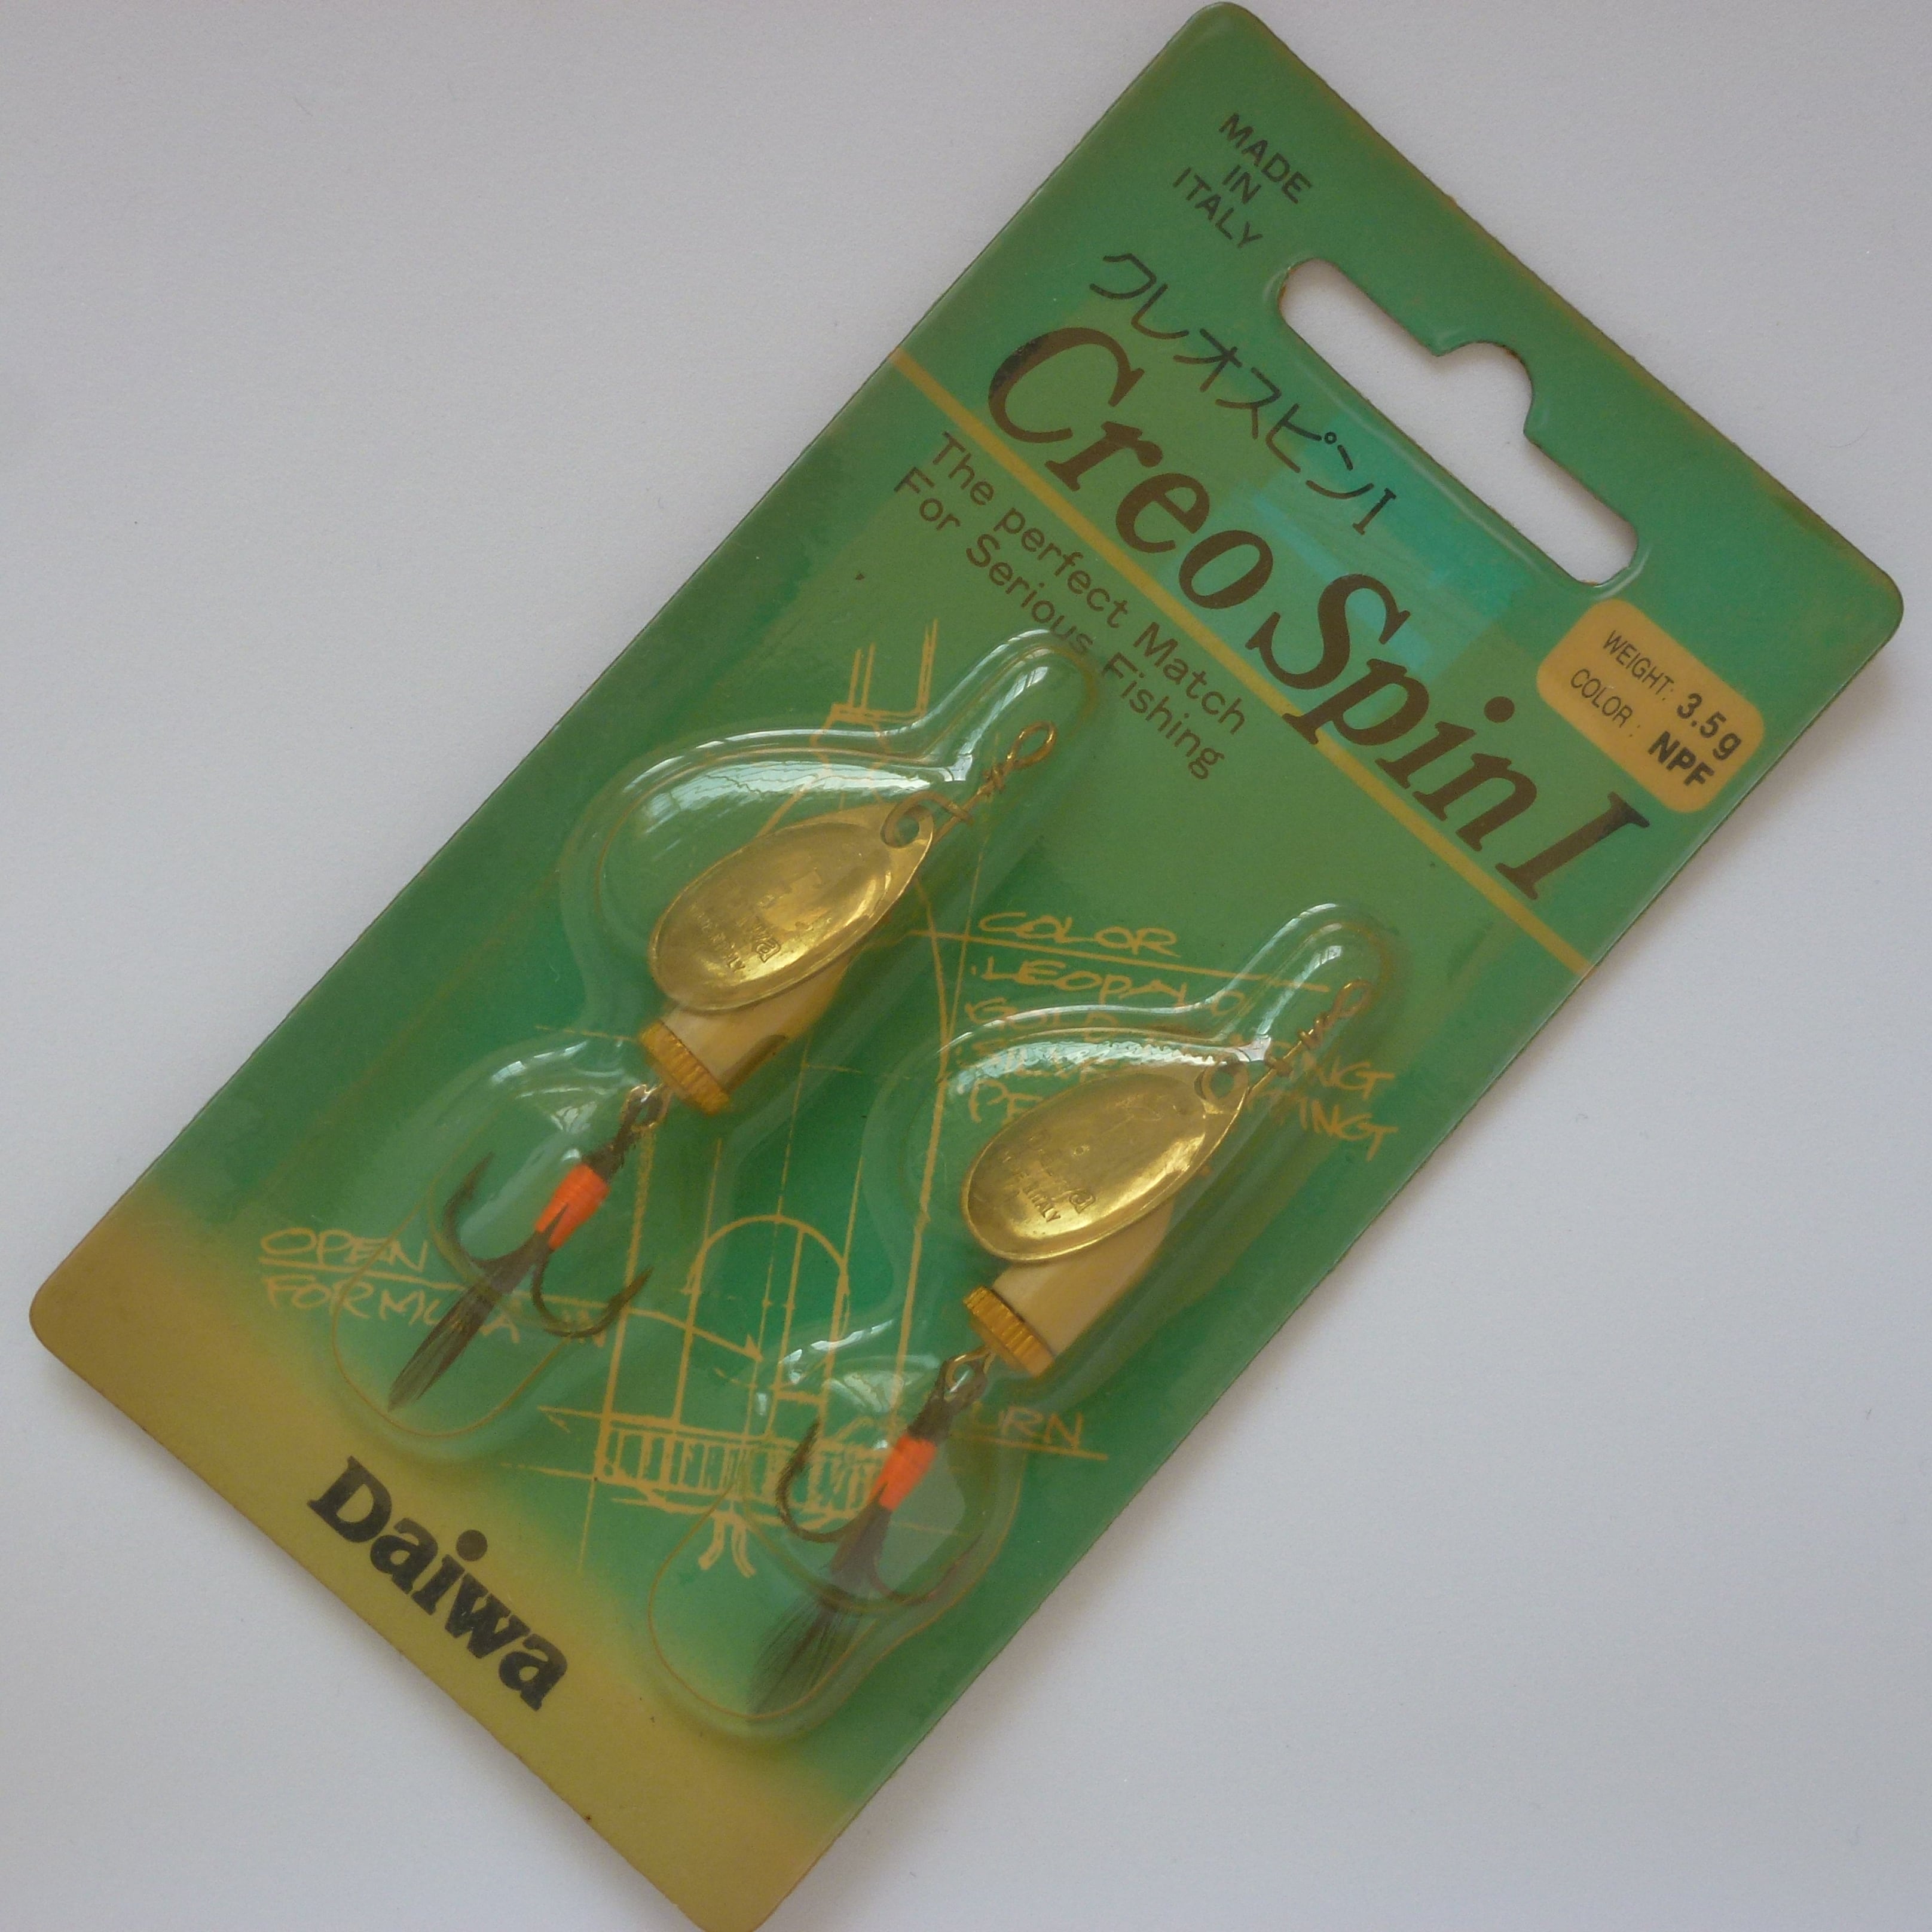 MADE
IN
ITALY
クレオスピンI
Creo Spin I
The perfect Match
For Serious Fishing
WEIGHT: 3.5g
COLOR: NPF
COLOR
OPEN
FORMULA
Daiwa